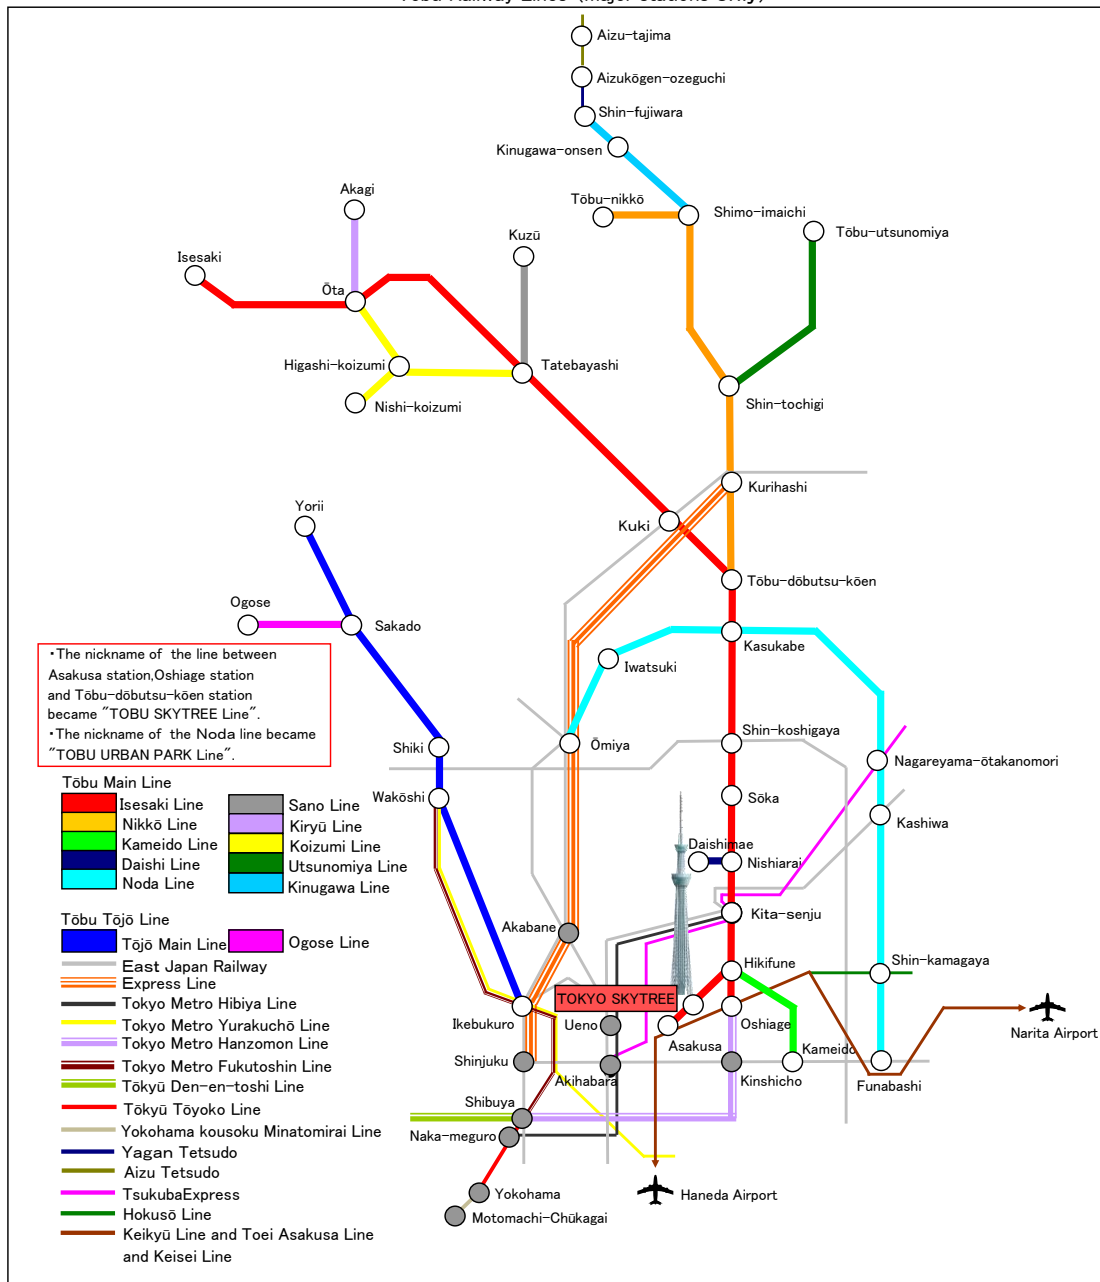 Tōbu Railway Lines (major stations Only)
Aizu-tajima
Aizukōgen-ozeguchi
Shin-fujiwara
Kinugawa-onsen
Tōbu-nikkō
Shimo-imaichi
Tōbu-utsunomiya
Akagi
Kuzū
Isesaki
Ōta
Higashi-koizumi
Tatebayashi
Nishi-koizumi
Shin-tochigi
Kurihashi
Yorii
Kuki
Tōbu-dōbutsu-kōen
Ogose
Sakado
Kasukabe
Iwatsuki
・The nickname of the line between
Asakusa station,Oshiage station
and Tōbu-dōbutsu-kōen station
became "TOBU SKYTREE Line".
・The nickname of the Noda line became
"TOBU URBAN PARK Line".
Shiki
Ōmiya
Shin-koshigaya
Nagareyama-ōtakanomori
Wakōshi
Sōka
Kashiwa
Daishimae
Nishiarai
Kita-senju
Akabane
Hikifune
Shin-kamagaya
TOKYO SKYTREE
Ikebukuro
Ueno
Asakusa
Oshiage
Narita Airport
Shinjuku
Akihabara
Kinshicho
Kameido
Funabashi
Shibuya
Naka-meguro
Yokohama
Haneda Airport
Motomachi-Chūkagai
Tōbu Main Line
Isesaki Line
Nikkō Line
Kameido Line
Daishi Line
Noda Line
Sano Line
Kiryū Line
Koizumi Line
Utsunomiya Line
Kinugawa Line
Tōbu Tōjō Line
Tōjō Main Line
Ogose Line
East Japan Railway
Express Line
Tokyo Metro Hibiya Line
Tokyo Metro Yurakuchō Line
Tokyo Metro Hanzomon Line
Tokyo Metro Fukutoshin Line
Tōkyū Den-en-toshi Line
Tōkyū Tōyoko Line
Yokohama kousoku Minatomirai Line
Yagan Tetsudo
Aizu Tetsudo
TsukubaExpress
Hokusō Line
Keikyū Line and Toei Asakusa Line
and Keisei Line